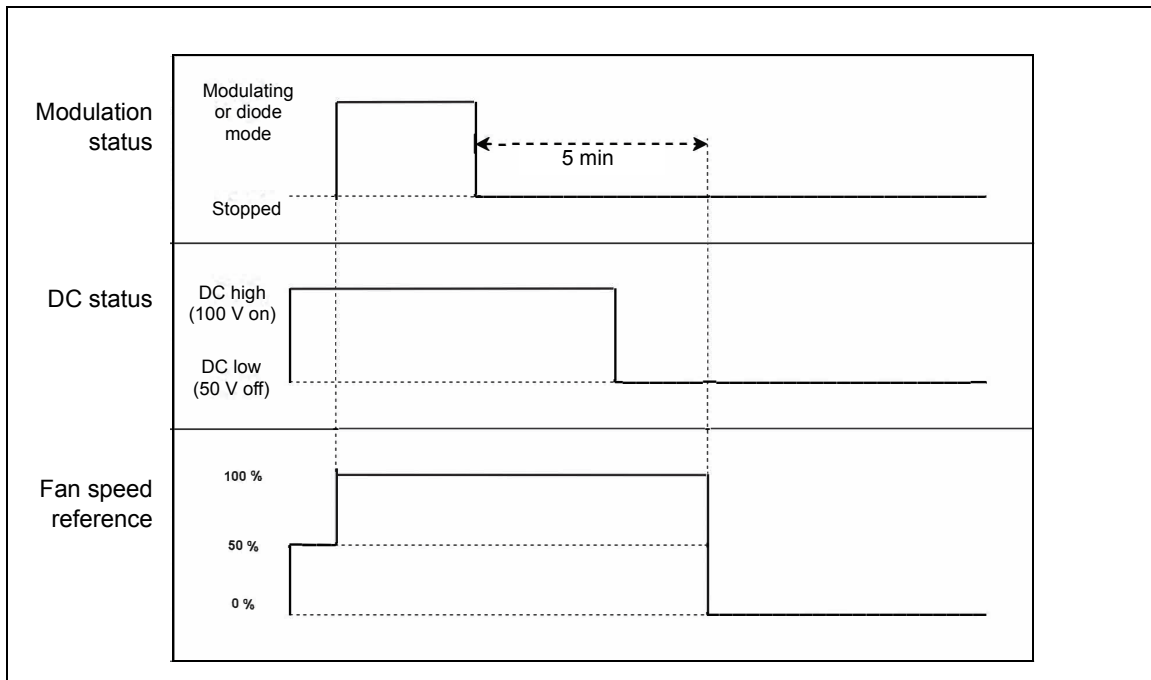 Modulation
status
Modulating
or diode
mode
5 min
Stopped
DC status
DC high
(100 V on)
DC low
(50 V off)
Fan speed
reference
100 %
50 %
0 %